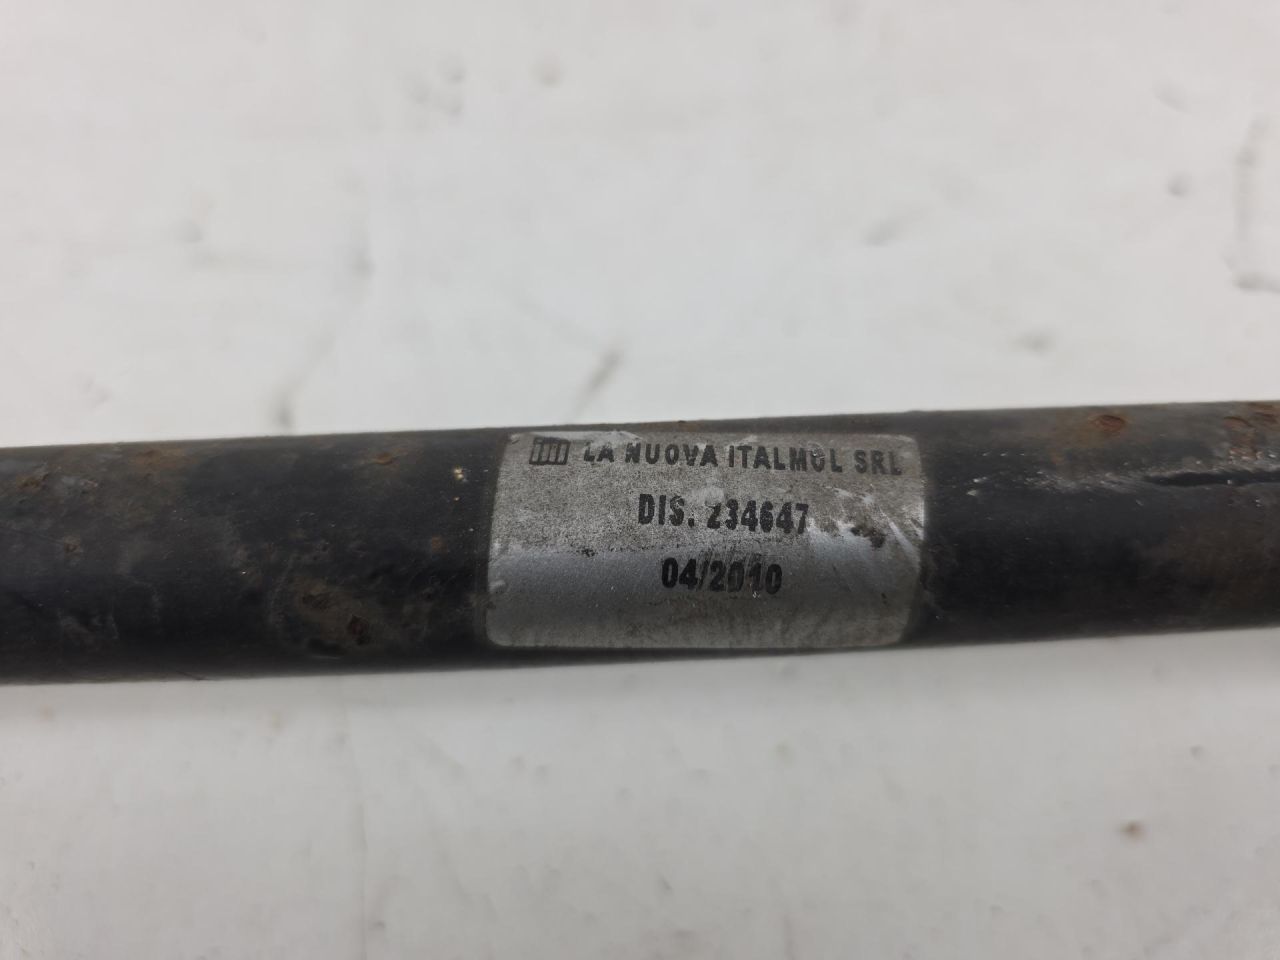 LA NUOVA ITALMOL SRL
DIS. 234647
04/2010